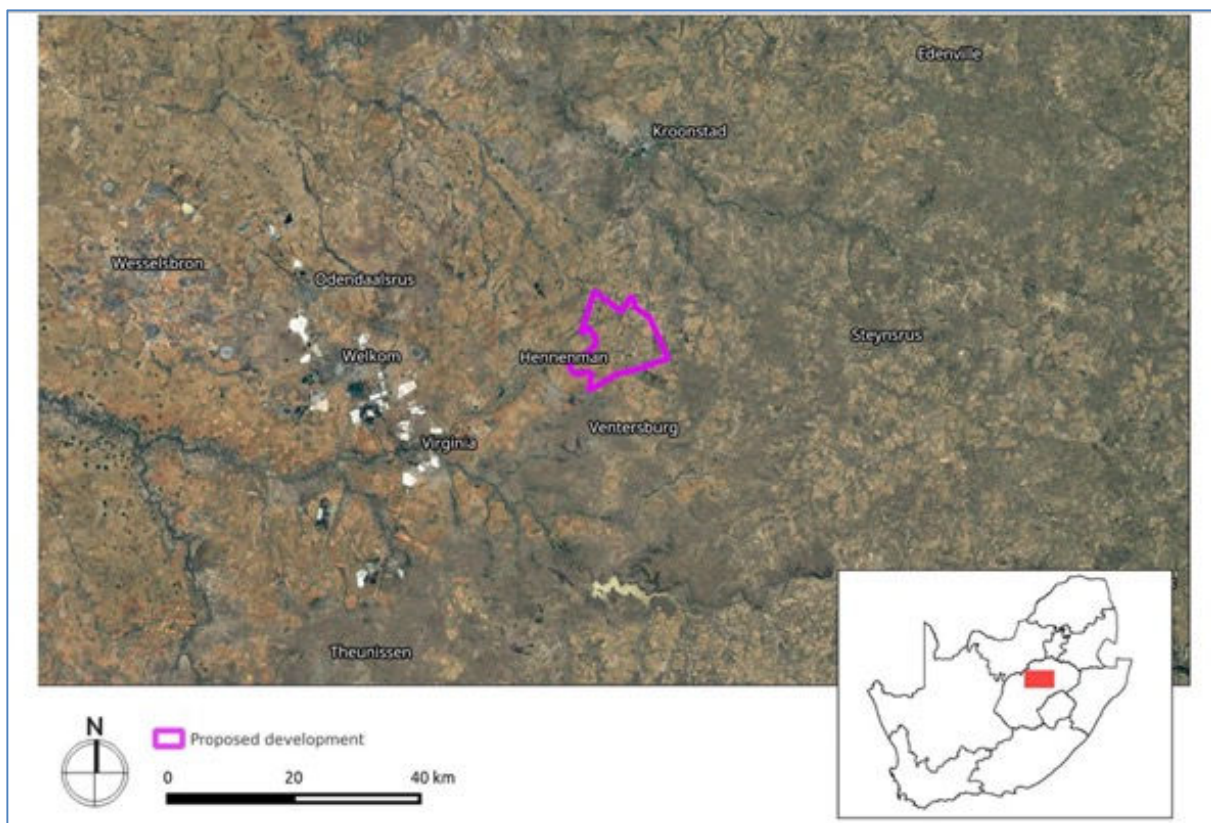 Edenville
Kroonstad
Wesselsbron
Odendaalsrus
Steynsrus
Welkom
Hennenman
Ventersburg
Virginia
Theunissen
N
Proposed development
0 20 40 km